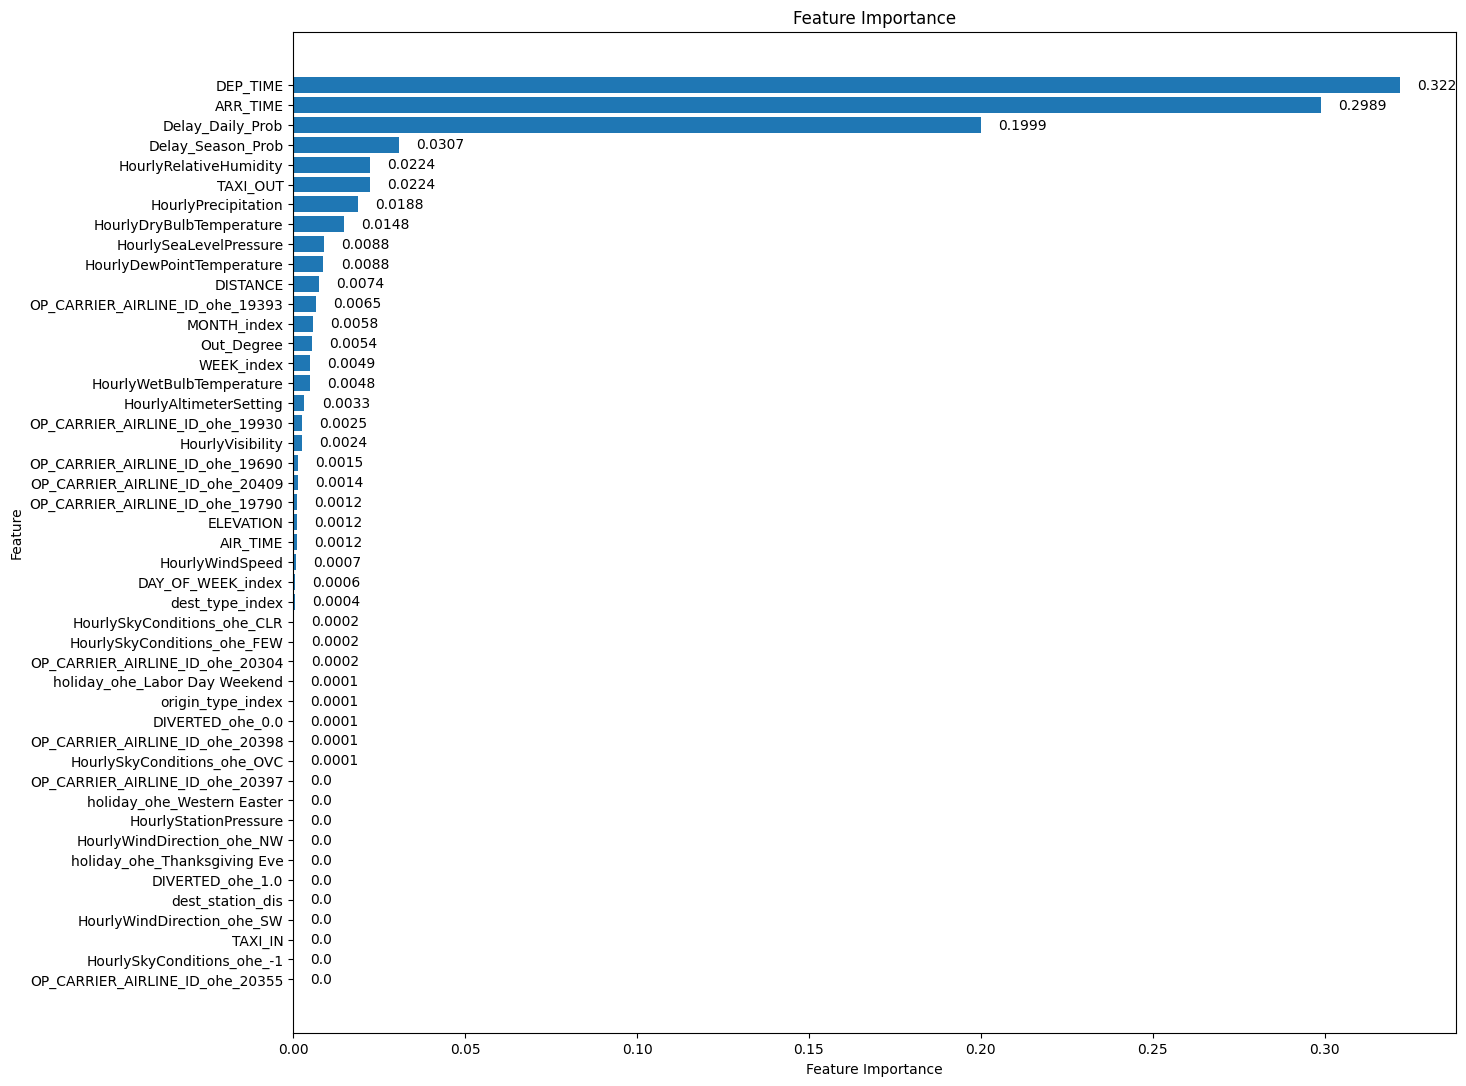 Feature Importance
DEP_TIME 0.322
ARR_TIME 0.2989
Delay_Daily_Prob 0.1999
Delay_Season_Prob 0.0307
HourlyRelativeHumidity 0.0224
TAXI_OUT 0.0224
HourlyPrecipitation 0.0188
HourlyDryBulbTemperature 0.0148
HourlySeaLevelPressure 0.0088
HourlyDewPointTemperature 0.0088
DISTANCE 0.0074
OP_CARRIER_AIRLINE_ID_ohe_19393 0.0065
MONTH_index 0.0058
Out_Degree 0.0054
WEEK_index 0.0049
HourlyWetBulbTemperature 0.0048
HourlyAltimeterSetting 0.0033
OP_CARRIER_AIRLINE_ID_ohe_19930 0.0025
HourlyVisibility 0.0024
OP_CARRIER_AIRLINE_ID_ohe_19690 0.0015
OP_CARRIER_AIRLINE_ID_ohe_20409 0.0014
OP_CARRIER_AIRLINE_ID_ohe_19790 0.0012
ELEVATION 0.0012
AIR_TIME 0.0012
HourlyWindSpeed 0.0007
DAY_OF_WEEK_index 0.0006
dest_type_index 0.0004
HourlySkyConditions_ohe_CLR 0.0002
HourlySkyConditions_ohe_FEW 0.0002
OP_CARRIER_AIRLINE_ID_ohe_20304 0.0002
holiday_ohe_Labor Day Weekend 0.0001
origin_type_index 0.0001
DIVERTED_ohe_0.0 0.0001
OP_CARRIER_AIRLINE_ID_ohe_20398 0.0001
HourlySkyConditions_ohe_OVC 0.0001
OP_CARRIER_AIRLINE_ID_ohe_20397 0.0
holiday_ohe_Western Easter 0.0
HourlyStationPressure 0.0
HourlyWindDirection_ohe_NW 0.0
holiday_ohe_Thanksgiving Eve 0.0
DIVERTED_ohe_1.0 0.0
dest_station_dis 0.0
HourlyWindDirection_ohe_SW 0.0
TAXI_IN 0.0
HourlySkyConditions_ohe_-1 0.0
OP_CARRIER_AIRLINE_ID_ohe_20355 0.0
Feature
0.00 0.05 0.10 0.15 0.20 0.25 0.30
Feature Importance